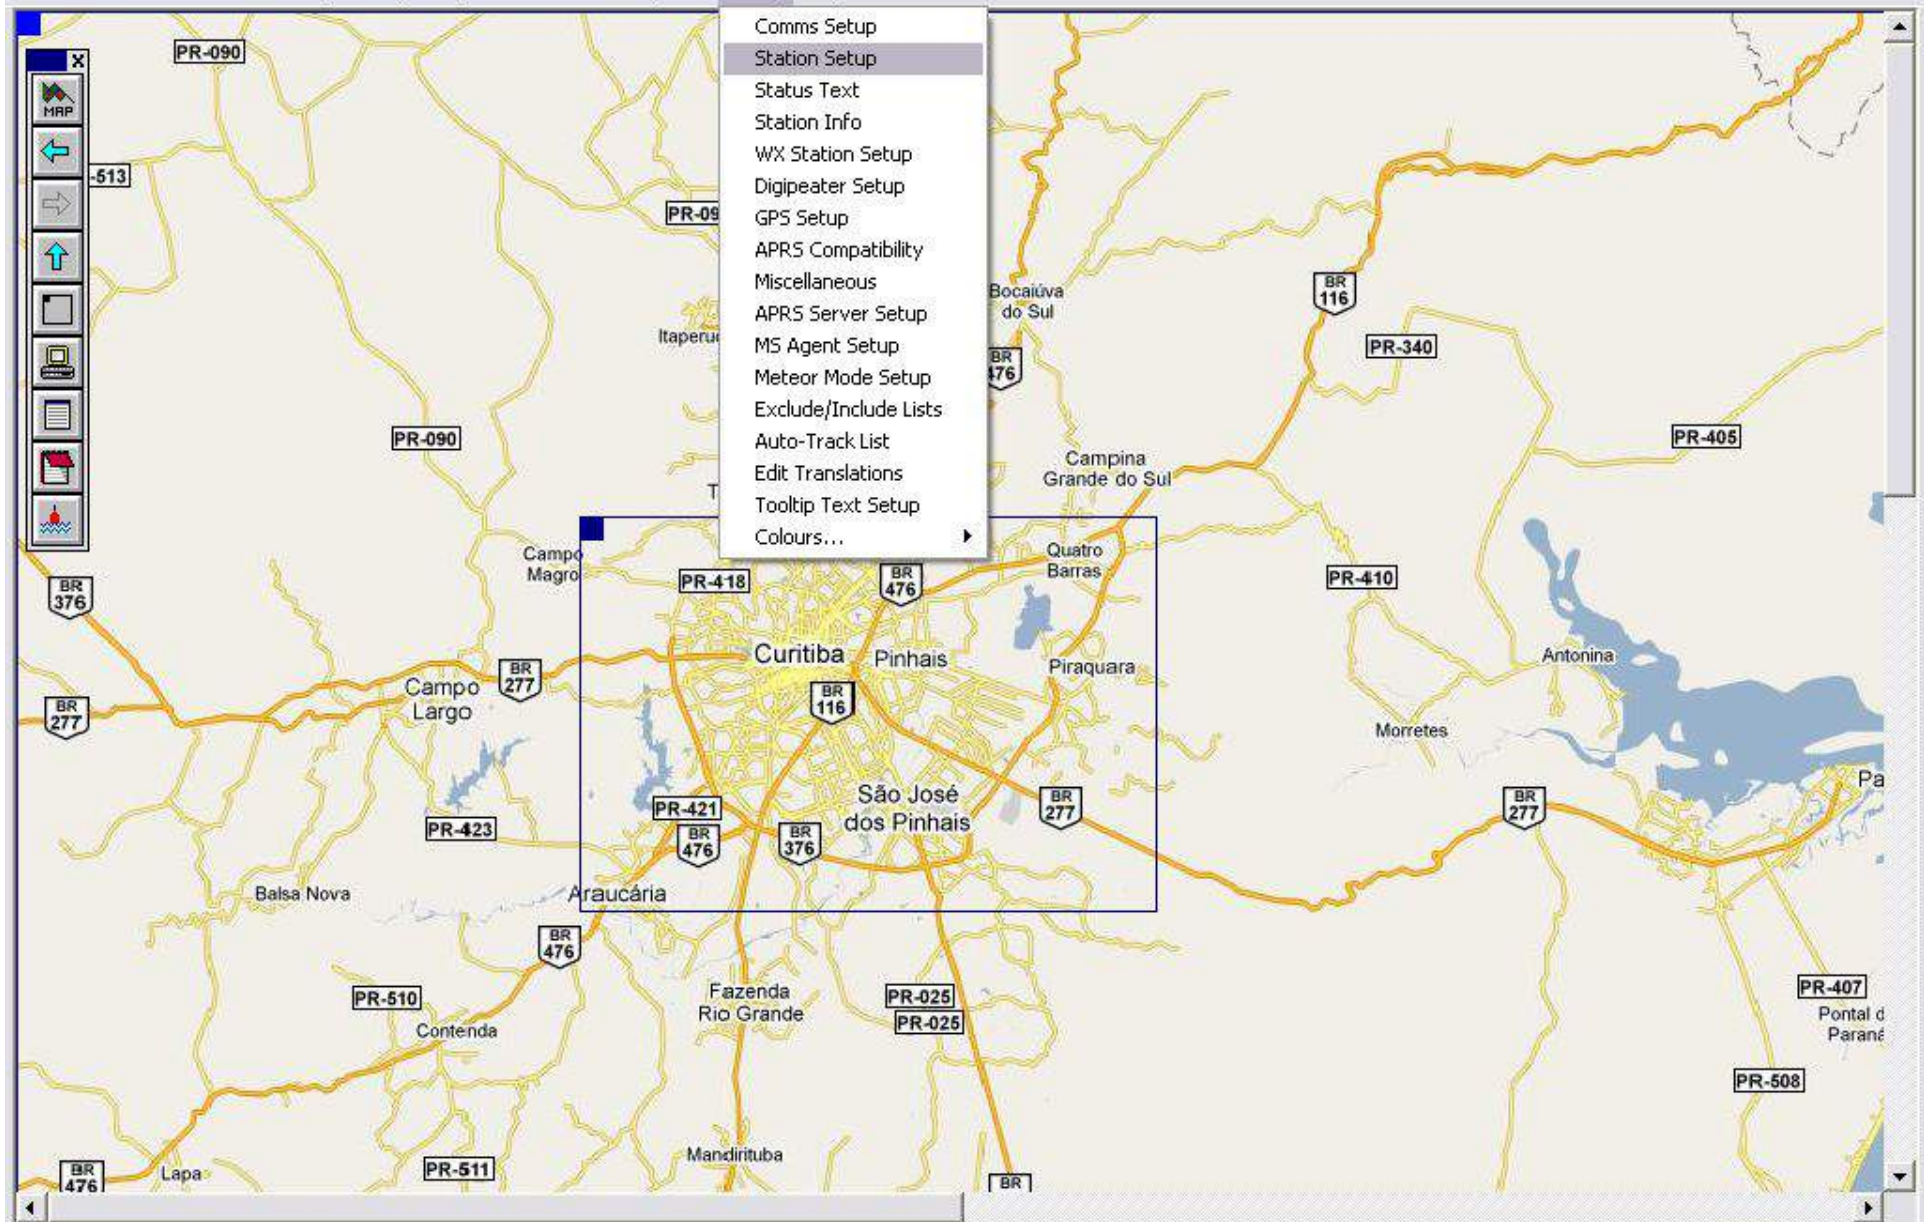 Comms Setup
Station Setup
Status Text
Station Info
WX Station Setup
Digipeater Setup
GPS Setup
APRS Compatibility
Miscellaneous
APRS Server Setup
MS Agent Setup
Meteor Mode Setup
Exclude/Include Lists
Auto-Track List
Edit Translations
Tooltip Text Setup
Colours...
x
MAP
PR-090
-513
PR-09
Bocaiúva
do Sul
BR
116
Itaperu
PR-340
BR
476
PR-090
PR-405
Campina
Grande do Sul
T
Campo
Magro
Quatro
Barras
BR
376
PR-418
BR
476
PR-410
Curitiba
Pinhais
Piraquara
Antonina
BR
277
Campo
Largo
BR
277
BR
116
Morretes
Pa
São José
dos Pinhais
PR-421
BR
277
BR
277
PR-423
BR
476
BR
376
Balsa Nova
Araucária
BR
476
PR-510
Fazenda
Rio Grande
PR-025
PR-025
PR-407
Contenda
Pontal d
Paraná
PR-508
Mandirituba
BR
476
Lapa
PR-511
BR